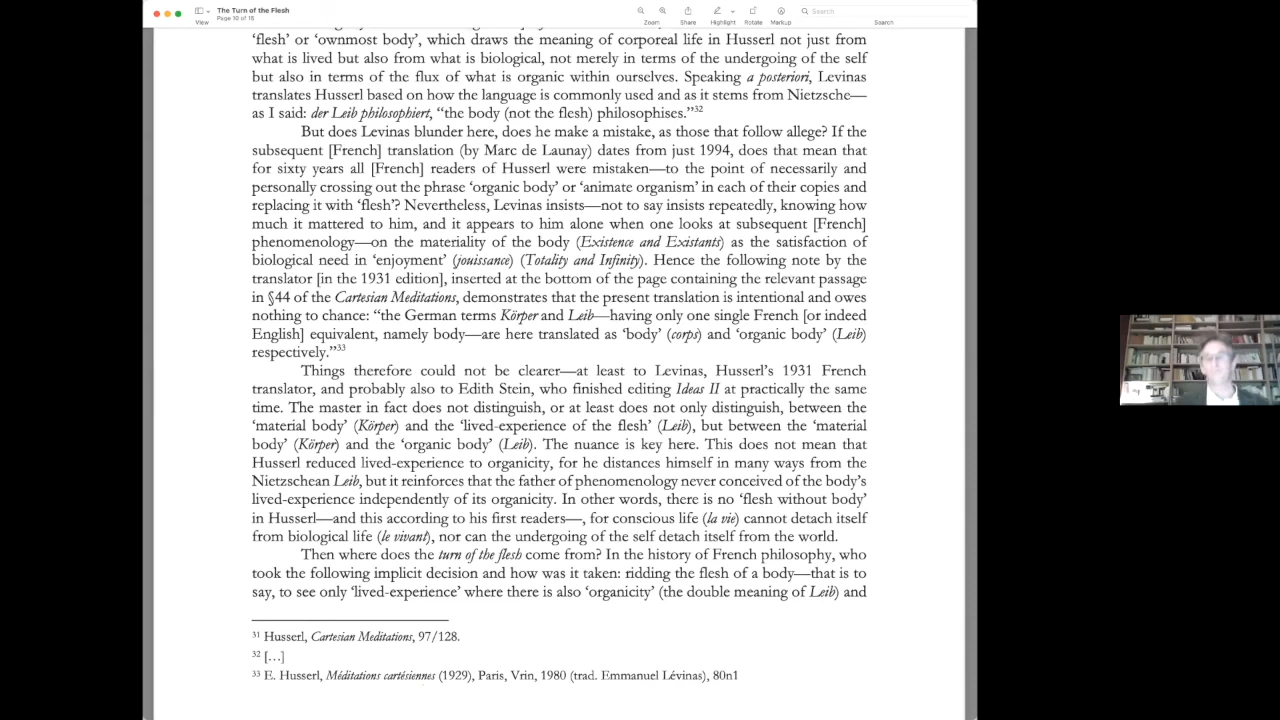 The Turn of the Flesh
Page 10 of 15
View
Zoom
Share
Highlight
Rotate
Markup
Search
Search
‘flesh’ or ‘ownmost body’, which draws the meaning of corporeal life in Husserl not just from
what is lived but also from what is biological, not merely in terms of the undergoing of the self
but also in terms of the flux of what is organic within ourselves. Speaking a posteriori, Levinas
translates Husserl based on how the language is commonly used and as it stems from Nietzsche—
as I said: der Leib philosophiert, “the body (not the flesh) philosophises.”32
But does Levinas blunder here, does he make a mistake, as those that follow allege? If the
subsequent [French] translation (by Marc de Launay) dates from just 1994, does that mean that
for sixty years all [French] readers of Husserl were mistaken—to the point of necessarily and
personally crossing out the phrase ‘organic body’ or ‘animate organism’ in each of their copies and
replacing it with ‘flesh’? Nevertheless, Levinas insists—not to say insists repeatedly, knowing how
much it mattered to him, and it appears to him alone when one looks at subsequent [French]
phenomenology—on the materiality of the body (Existence and Existants) as the satisfaction of
biological need in ‘enjoyment’ (jouissance) (Totality and Infinity). Hence the following note by the
translator [in the 1931 edition], inserted at the bottom of the page containing the relevant passage
in §44 of the Cartesian Meditations, demonstrates that the present translation is intentional and owes
nothing to chance: “the German terms Körper and Leib—having only one single French [or indeed
English] equivalent, namely body—are here translated as ‘body’ (corps) and ‘organic body’ (Leib)
respectively.”33
Things therefore could not be clearer—at least to Levinas, Husserl’s 1931 French
translator, and probably also to Edith Stein, who finished editing Ideas II at practically the same
time. The master in fact does not distinguish, or at least does not only distinguish, between the
‘material body’ (Körper) and the ‘lived-experience of the flesh’ (Leib), but between the ‘material
body’ (Körper) and the ‘organic body’ (Leib). The nuance is key here. This does not mean that
Husserl reduced lived-experience to organicity, for he distances himself in many ways from the
Nietzschean Leib, but it reinforces that the father of phenomenology never conceived of the body’s
lived-experience independently of its organicity. In other words, there is no ‘flesh without body’
in Husserl—and this according to his first readers—, for conscious life (la vie) cannot detach itself
from biological life (le vivant), nor can the undergoing of the self detach itself from the world.
Then where does the turn of the flesh come from? In the history of French philosophy, who
took the following implicit decision and how was it taken: ridding the flesh of a body—that is to
say, to see only ‘lived-experience’ where there is also ‘organicity’ (the double meaning of Leib) and
31 Husserl, Cartesian Meditations, 97/128.
32 […]
33 E. Husserl, Méditations cartésiennes (1929), Paris, Vrin, 1980 (trad. Emmanuel Lévinas), 80n1